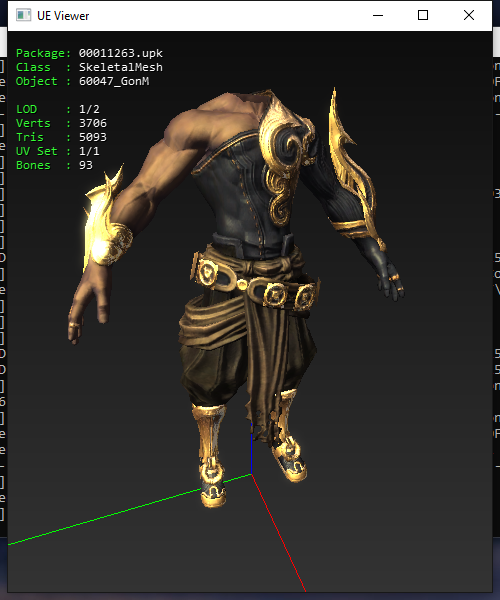 UE Viewer
Package: 00011263.upk
Class  : SkeletalMesh
Object : 60047_GonM
LOD    : 1/2
Verts  : 3706
Tris   : 5093
UV Set : 1/1
Bones  : 93